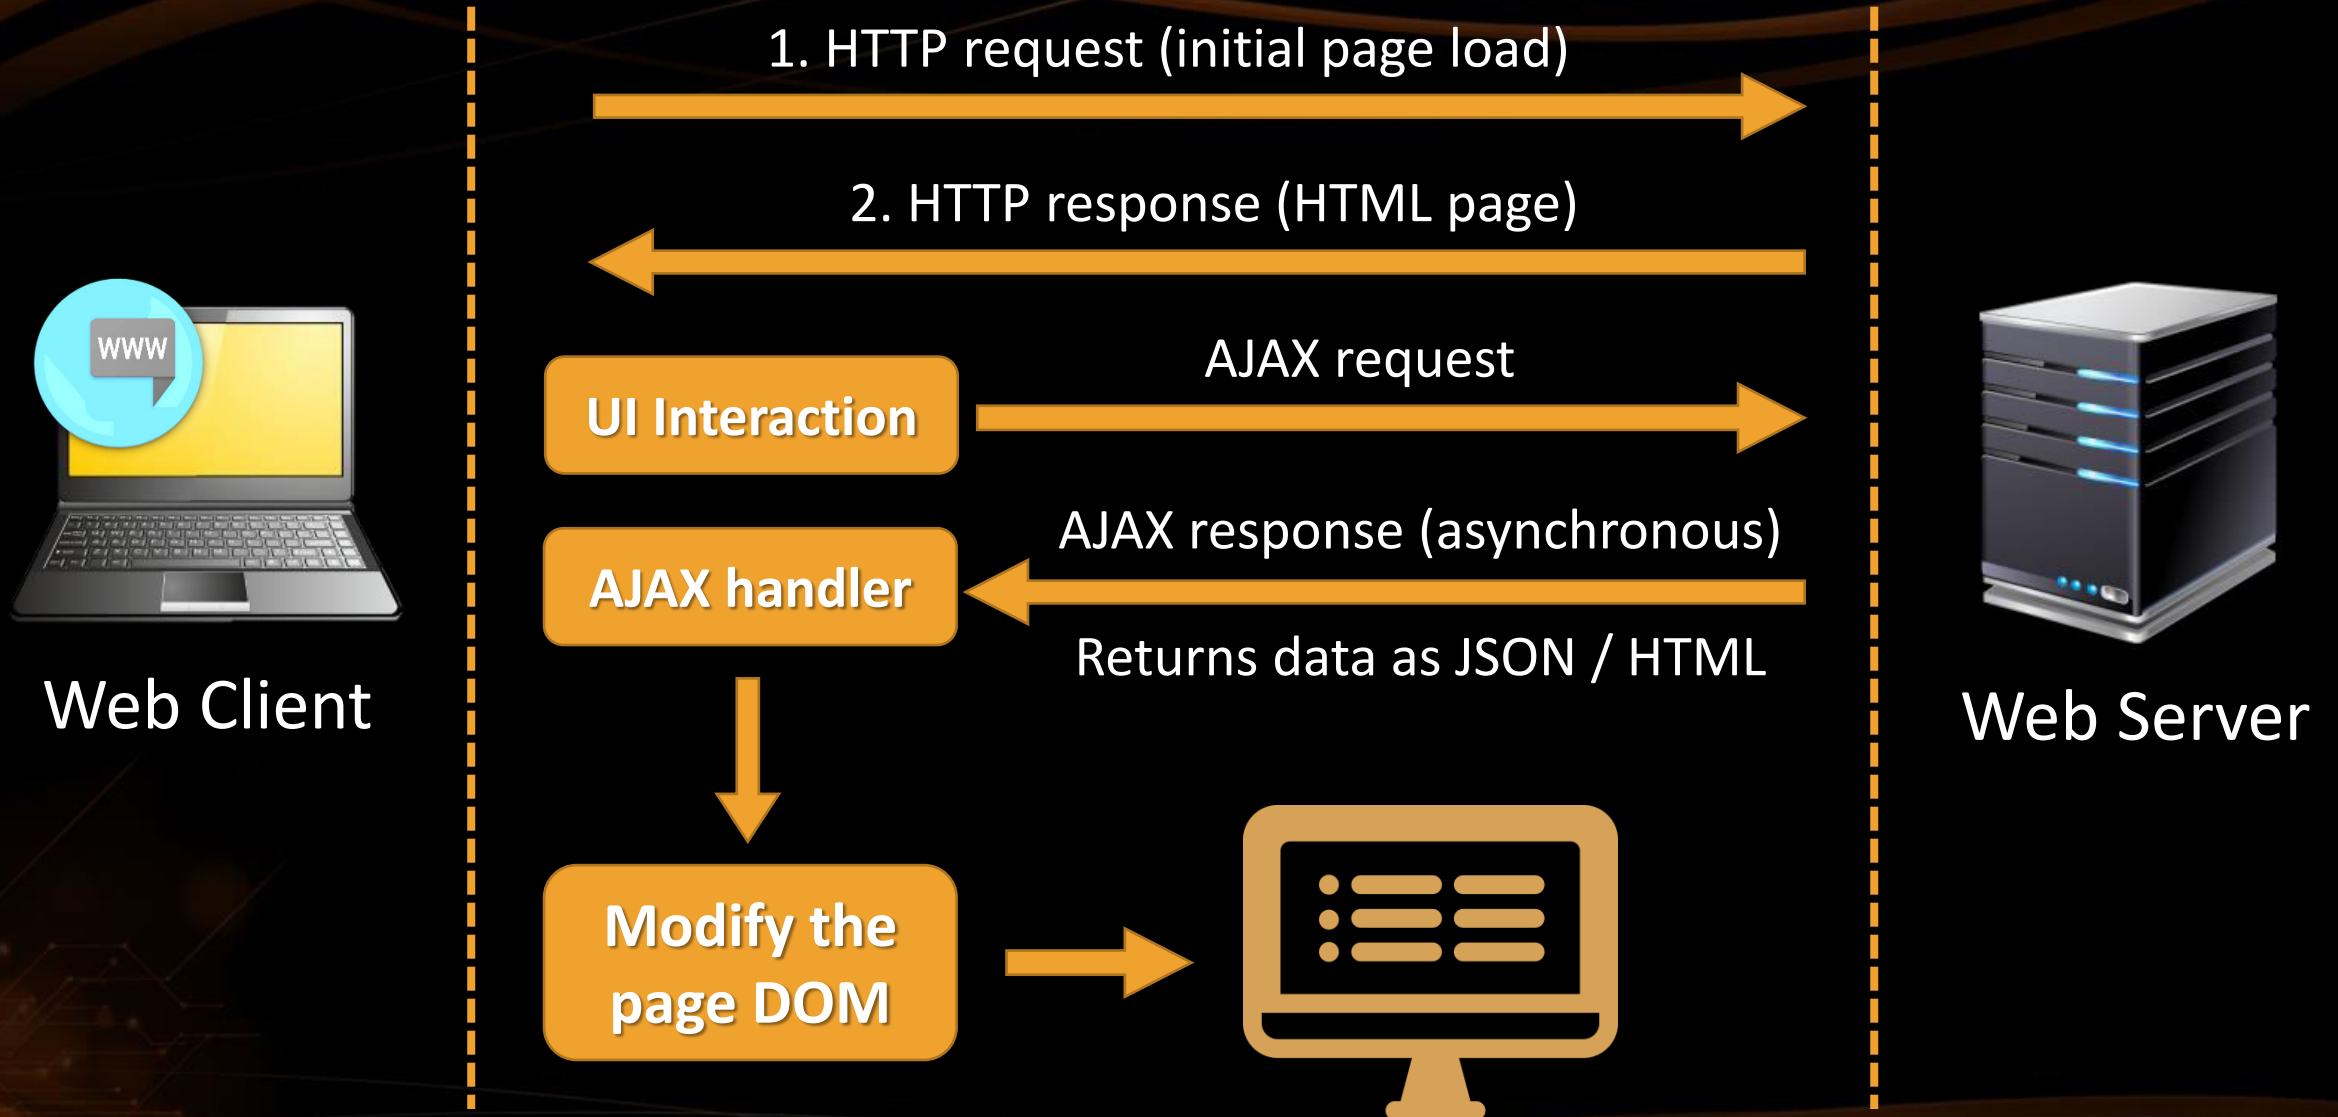 1. HTTP request (initial page load)
2. HTTP response (HTML page)
www
UI Interaction
AJAX request
AJAX handler
AJAX response (asynchronous)
Returns data as JSON / HTML
Web Client
Web Server
Modify the
page DOM